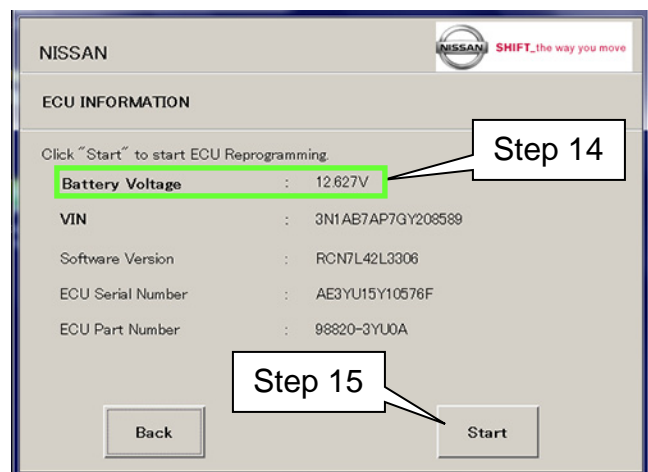 NISSAN
NISSAN SHIFT_the way you move
ECU INFORMATION
Click "Start" to start ECU Reprogramming.
Step 14
Battery Voltage : 12.627V
VIN : 3N1AB7AP7GY208589
Software Version : RCN7L42L3306
ECU Serial Number : AE3YU15Y10576F
ECU Part Number : 98820-3YU0A
Step 15
Back
Start